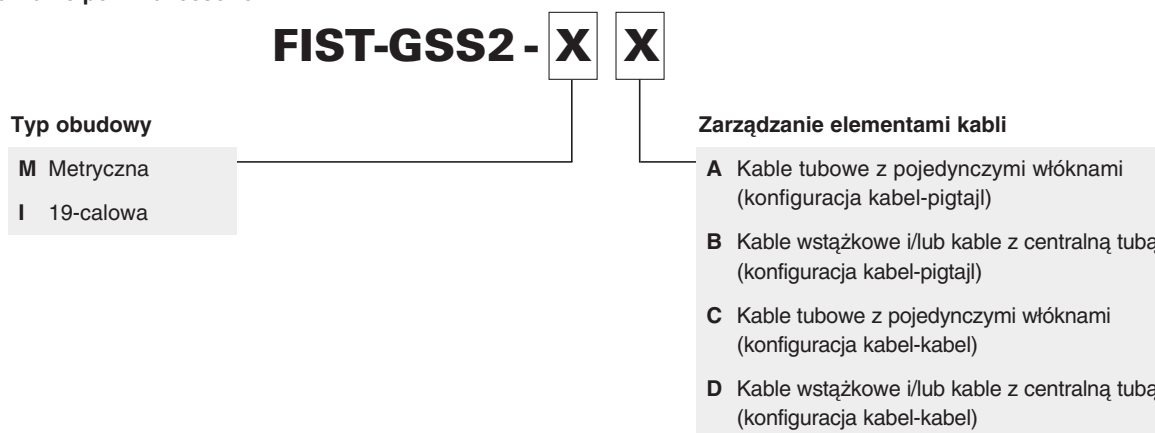 FIST-GSS2 - X X
Typ obudowy
M Metryczna
I 19-calowa
Zarządzanie elementami kabli
A Kable tubowe z pojedynczymi włóknami
(konfiguracja kabel-pigtajl)
B Kable wstążkowe i/lub kable z centralną tubą
(konfiguracja kabel-pigtajl)
C Kable tubowe z pojedynczymi włóknami
(konfiguracja kabel-kabel)
D Kable wstążkowe i/lub kable z centralną tubą
(konfiguracja kabel-kabel)